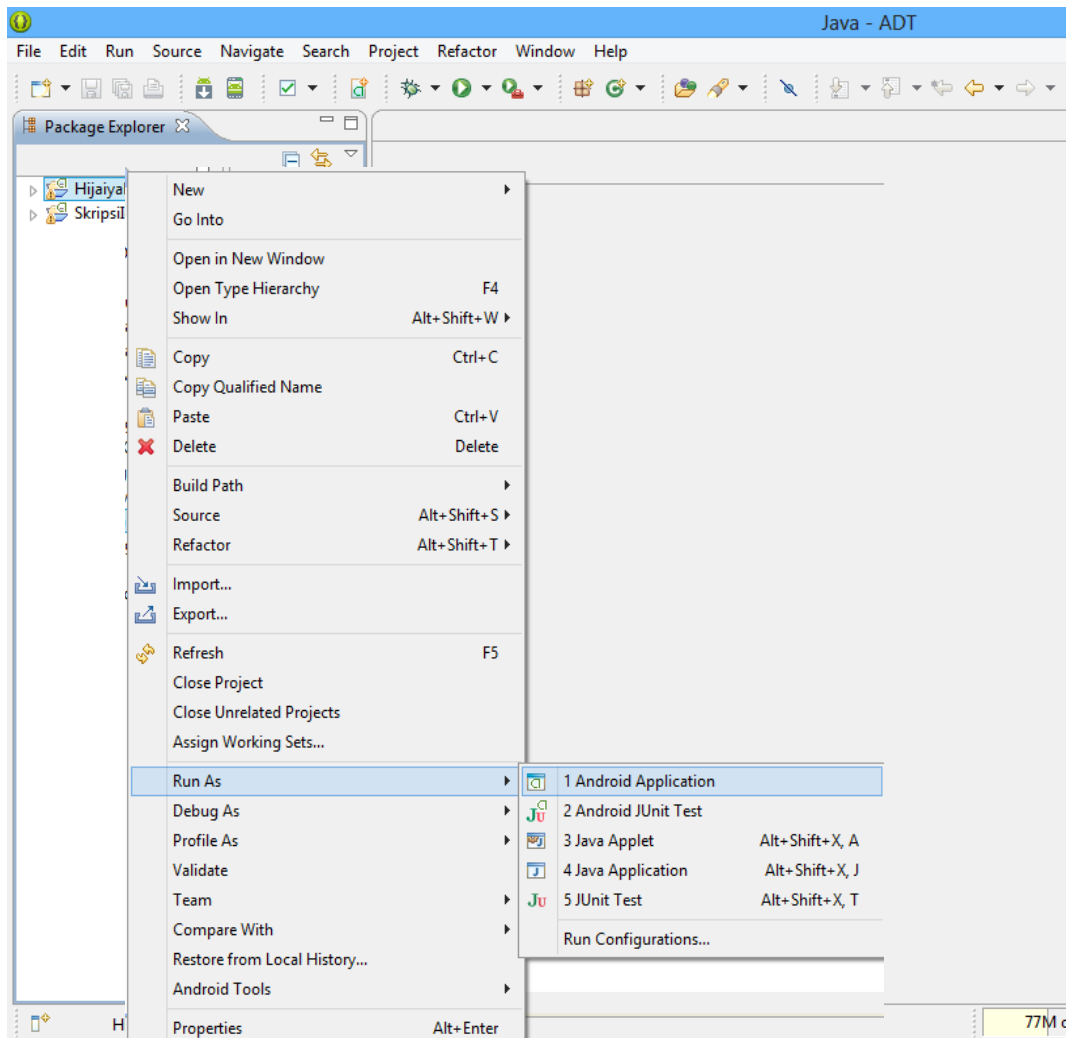 Java - ADT
File Edit Run Source Navigate Search Project Refactor Window Help
Package Explorer
New
Go Into
Open in New Window
Open Type Hierarchy F4
Show In Alt+Shift+W
Copy Ctrl+C
Copy Qualified Name
Paste Ctrl+V
Delete Delete
Build Path
Source Alt+Shift+S
Refactor Alt+Shift+T
Import...
Export...
Refresh F5
Close Project
Close Unrelated Projects
Assign Working Sets...
Run As
Debug As
Profile As
Validate
Team
Compare With
Restore from Local History...
Android Tools
Properties Alt+Enter
1 Android Application
2 Android JUnit Test
3 Java Applet Alt+Shift+X, A
4 Java Application Alt+Shift+X, J
5 JUnit Test Alt+Shift+X, T
Run Configurations...
77M